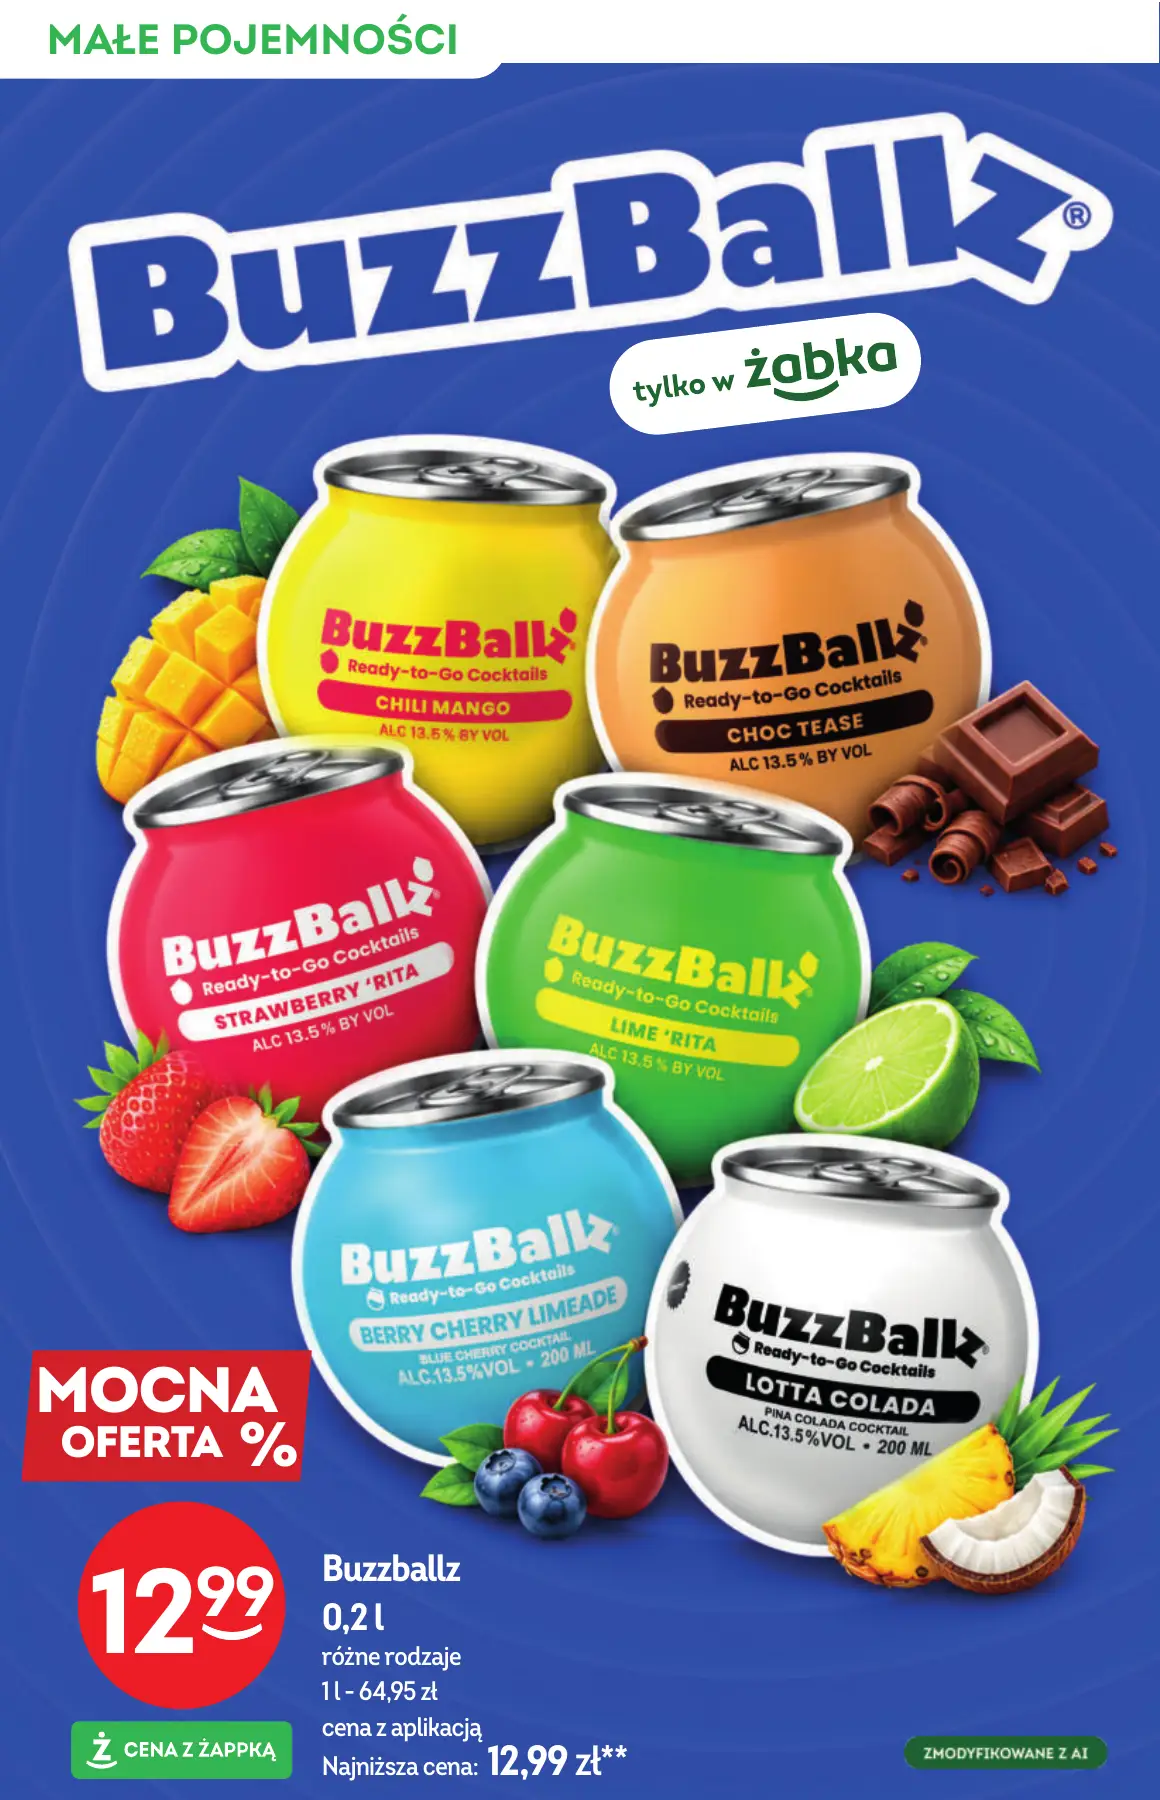 MAŁE POJEMNOŚCI
BuzzBallz®
tylko w żabka
BuzzBallz
Ready-to-Go Cocktails
CHILI MANGO
ALC 13.5% BY VOL
BuzzBallz
Ready-to-Go Cocktails
CHOC TEASE
ALC 13.5% BY VOL
BuzzBallz
Ready-to-Go Cocktails
STRAWBERRY ‘RITA
ALC 13.5% BY VOL
BuzzBallz
Ready-to-Go Cocktails
LIME ‘RITA
ALC 13.5% BY VOL
BuzzBallz
Ready-to-Go Cocktails
BERRY CHERRY LIMEADE
BLUE CHERRY COCKTAIL
ALC.13.5%VOL • 200 ML
BuzzBallz
Ready-to-Go Cocktails
LOTTA COLADA
PINA COLADA COCKTAIL
ALC.13.5%VOL • 200 ML
MOCNA
OFERTA %
1299
Ż CENA Z ŻAPPKĄ
Buzzballz
0,2 l
różne rodzaje
1 l - 64,95 zł
cena z aplikacją
Najniższa cena: 12,99 zł**
ZMODYFIKOWANE Z AI